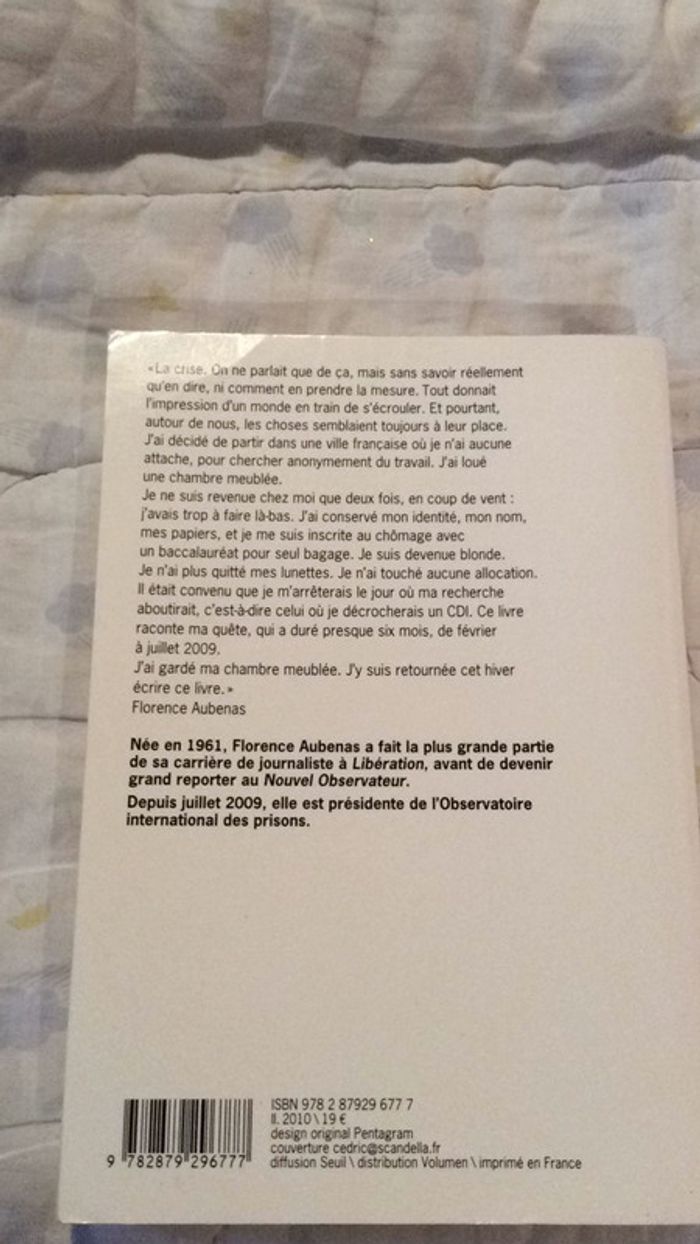 «La crise. On ne parlait que de ça, mais sans savoir réellement
qu'en dire, ni comment en prendre la mesure. Tout donnait
l'impression d'un monde en train de s'écrouler. Et pourtant,
autour de nous, les choses semblaient toujours à leur place.
J'ai décidé de partir dans une ville française où je n'ai aucune
attache, pour chercher anonymement du travail. J'ai loué
une chambre meublée.
Je ne suis revenue chez moi que deux fois, en coup de vent :
j'avais trop à faire là-bas. J'ai conservé mon identité, mon nom,
mes papiers, et je me suis inscrite au chômage avec
un baccalauréat pour seul bagage. Je suis devenue blonde.
Je n'ai plus quitté mes lunettes. Je n'ai touché aucune allocation.
Il était convenu que je m'arrêterais le jour où ma recherche
aboutirait, c'est-à-dire celui où je décrocherais un CDI. Ce livre
raconte ma quête, qui a duré presque six mois, de février
à juillet 2009.
J'ai gardé ma chambre meublée. J'y suis retournée cet hiver
écrire ce livre.»
Florence Aubenas
Née en 1961, Florence Aubenas a fait la plus grande partie
de sa carrière de journaliste à Libération, avant de devenir
grand reporter au Nouvel Observateur.
Depuis juillet 2009, elle est présidente de l'Observatoire
international des prisons.
ISBN 978 2 87929 677 7
II. 2010 \ 19 €
design original Pentagram
couverture cedric@scandella.fr
diffusion Seuil \ distribution Volumen \ imprimé en France
9 782879 296777